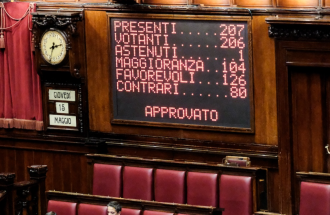 PRESENTI.....207
VOTANTI......206
ASTENUTI.......1
MAGGIORANZA..104
FAVOREVOLI...126
CONTRARI......80
APPROVATO
GIOVEDI
15
MAGGIO